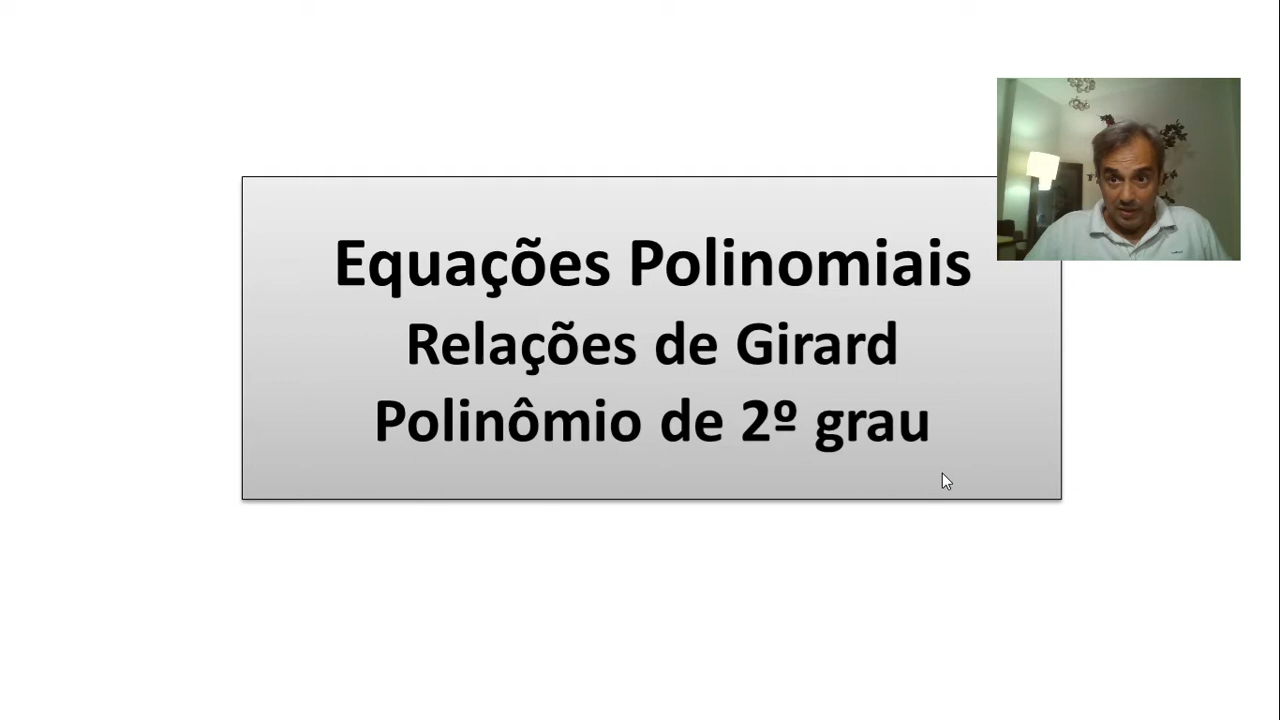 Equações Polinomiais
Relações de Girard
Polinômio de 2º grau